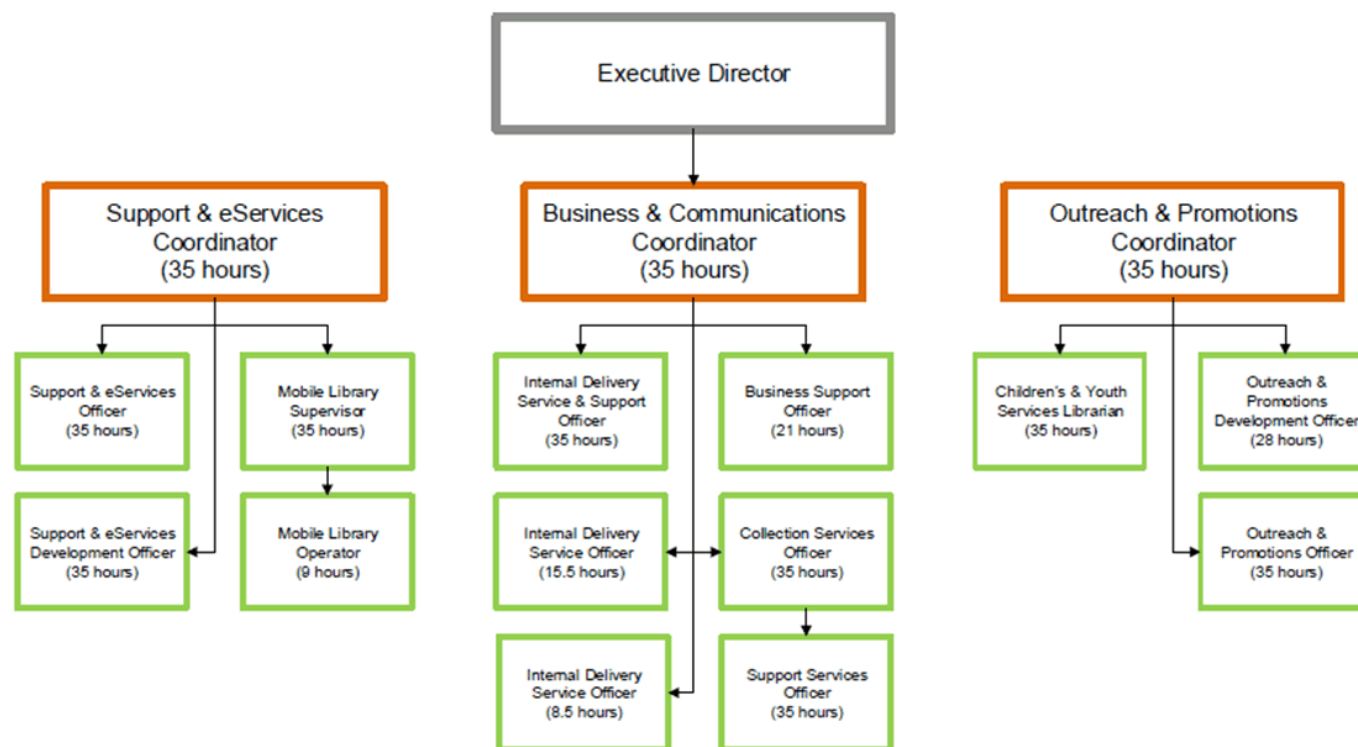 Executive Director
Support & eServices
Coordinator
(35 hours)
Business & Communications
Coordinator
(35 hours)
Outreach & Promotions
Coordinator
(35 hours)
Support & eServices
Officer
(35 hours)
Mobile Library
Supervisor
(35 hours)
Internal Delivery
Service & Support
Officer
(35 hours)
Business Support
Officer
(21 hours)
Children's & Youth
Services Librarian
(35 hours)
Outreach &
Promotions
Development Officer
(28 hours)
Support & eServices
Development Officer
(35 hours)
Mobile Library
Operator
(9 hours)
Internal Delivery
Service Officer
(15.5 hours)
Collection Services
Officer
(35 hours)
Outreach &
Promotions Officer
(35 hours)
Internal Delivery
Service Officer
(8.5 hours)
Support Services
Officer
(35 hours)